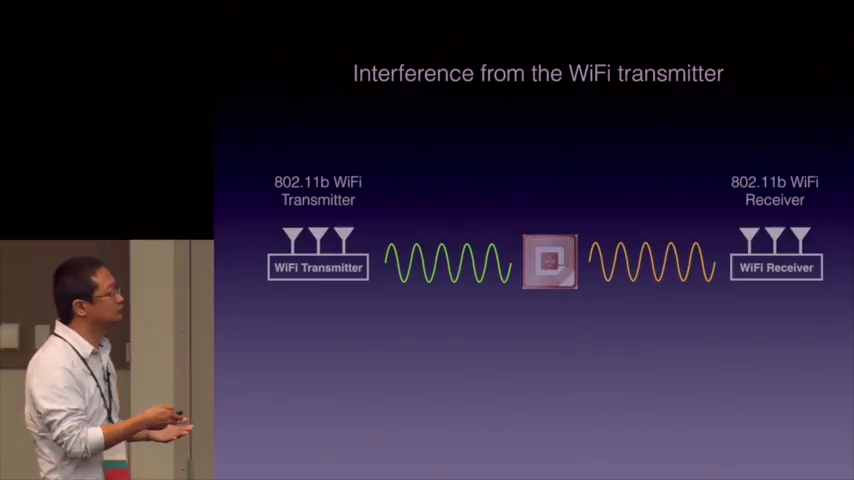 Interference from the WiFi transmitter
802.11b WiFi
Transmitter
802.11b WiFi
Receiver
WiFi Transmitter
WiFi Receiver